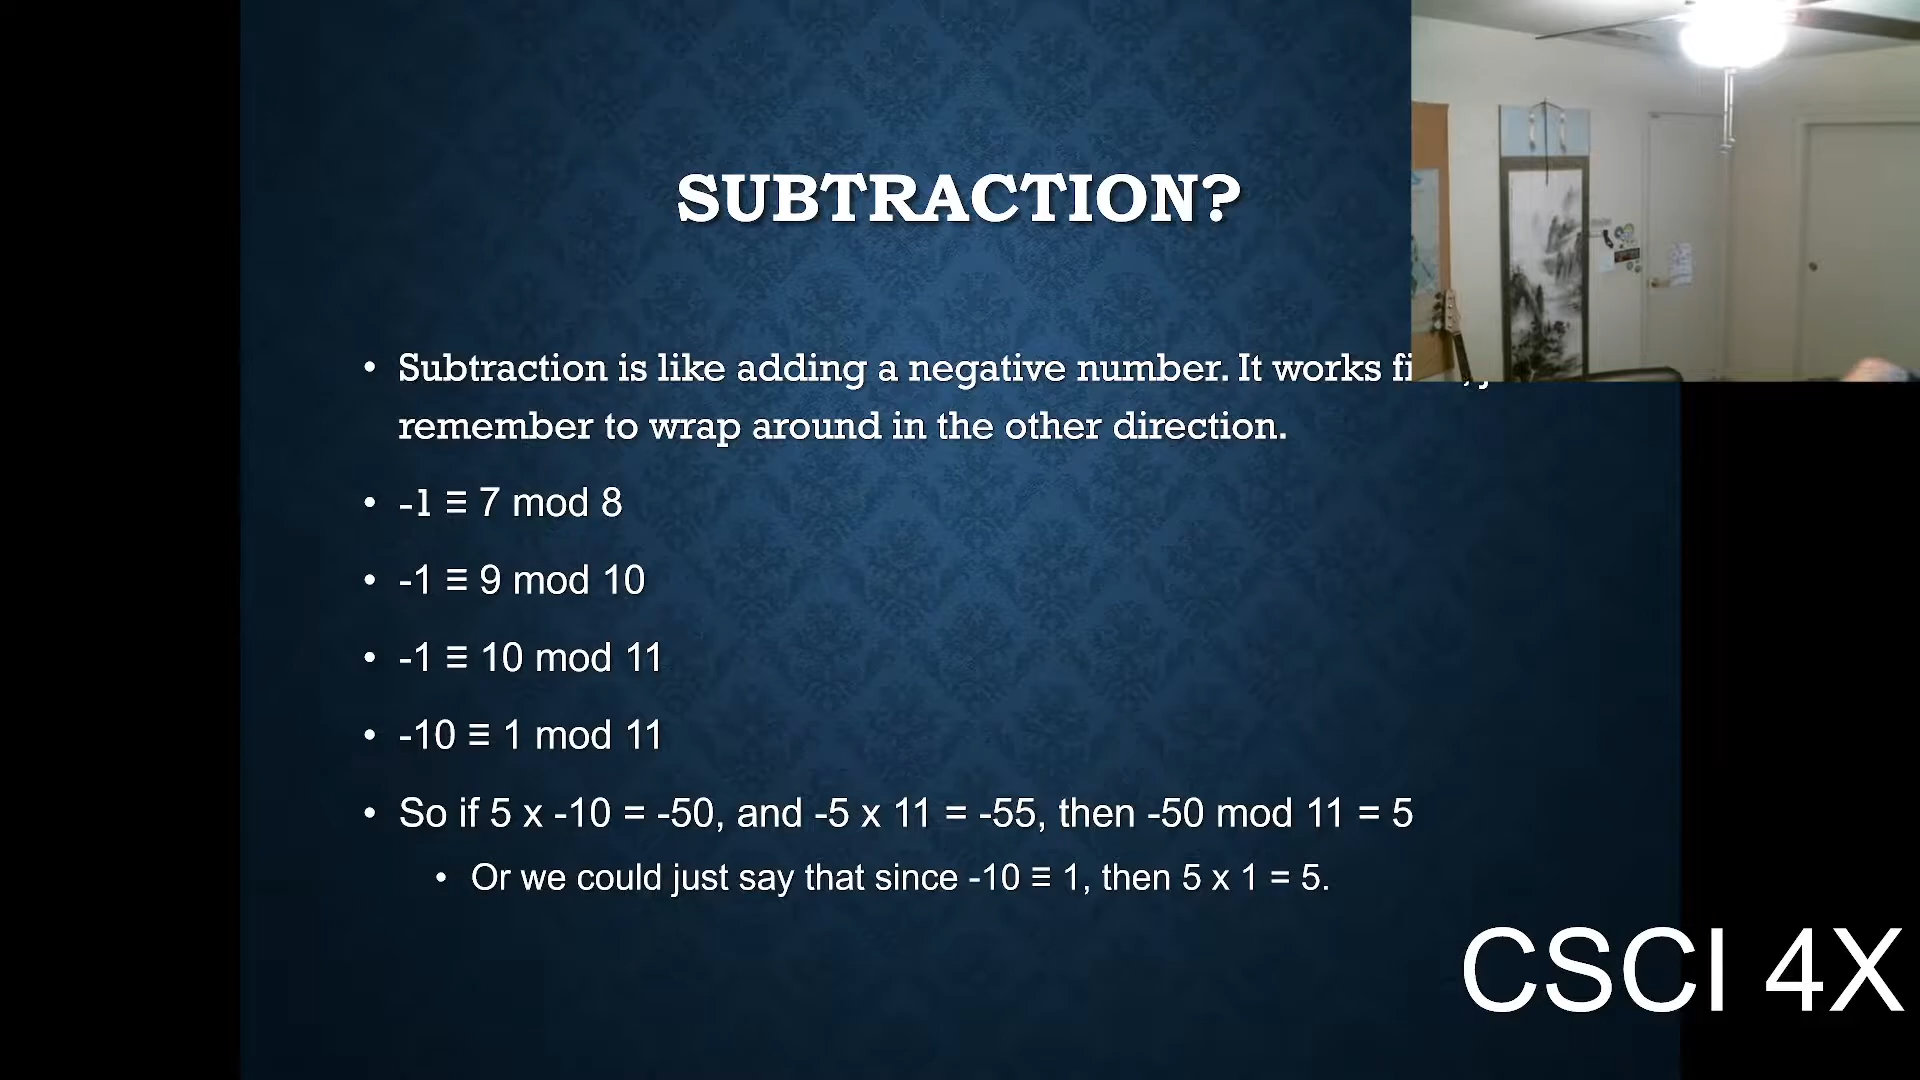 SUBTRACTION?
• Subtraction is like adding a negative number. It works
remember to wrap around in the other direction.
• -1 ≡ 7 mod 8
• -1 ≡ 9 mod 10
• -1 ≡ 10 mod 11
• -10 ≡ 1 mod 11
• So if 5 x -10 = -50, and -5 x 11 = -55, then -50 mod 11 = 5
• Or we could just say that since -10 ≡ 1, then 5 x 1 = 5.
CSCI 4X